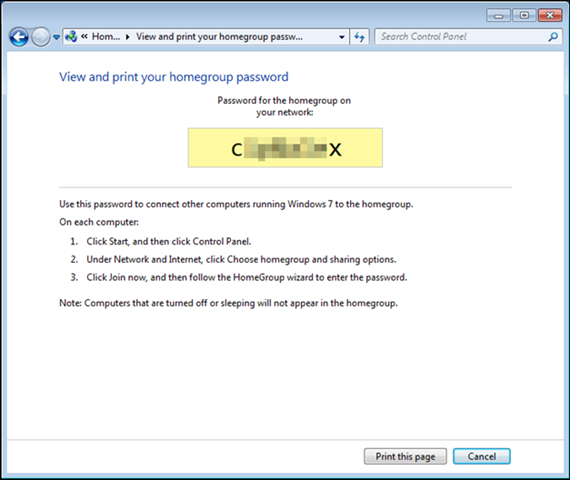 « Hom... ▸ View and print your homegroup passw...
Search Control Panel
View and print your homegroup password
Password for the homegroup on
your network:
c x
Use this password to connect other computers running Windows 7 to the homegroup.
On each computer:
1. Click Start, and then click Control Panel.
2. Under Network and Internet, click Choose homegroup and sharing options.
3. Click Join now, and then follow the HomeGroup wizard to enter the password.
Note: Computers that are turned off or sleeping will not appear in the homegroup.
Print this page
Cancel